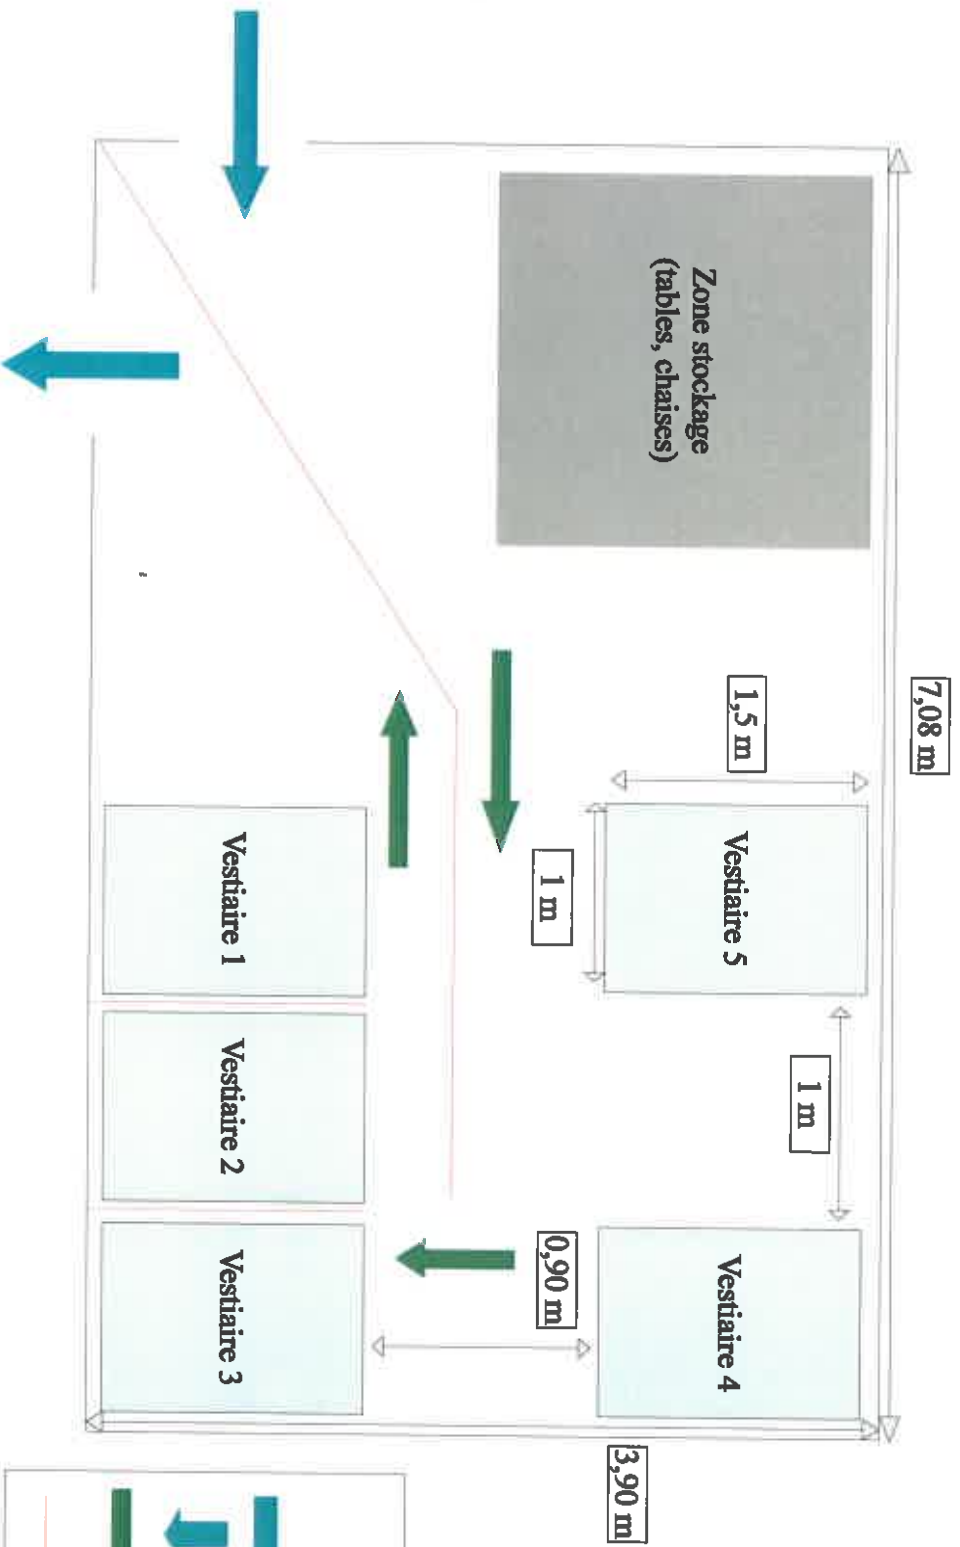 7,08 m
Zone stockage
(tables, chaises)
1,5 m
Vestiaire 5
1 m
1 m
Vestiaire 4
0,90 m
3,90 m
Vestiaire 1
Vestiaire 2
Vestiaire 3